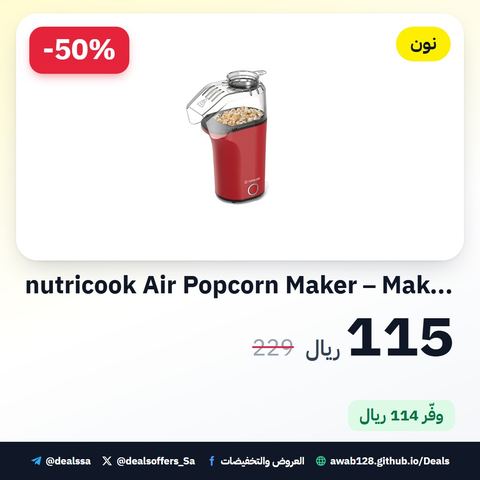 -50%
نون
nutricook Air Popcorn Maker – Mak...
115 ريال 229
وفّر 114 ريال
@dealssa @dealsoffers_Sa العروض والتخفيضات awab128.github.io/Deals